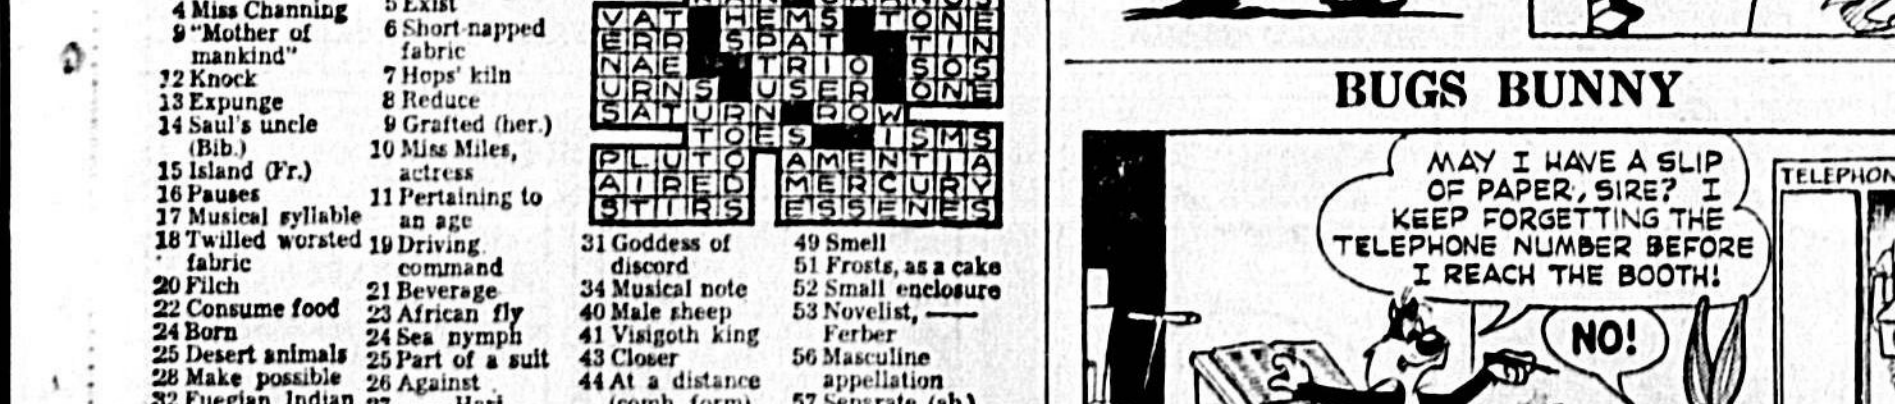 4 Miss Channing
9 "Mother of
mankind"
12 Knock
13 Expunge
14 Saul's uncle
(Bib.)
15 Island (Fr.)
16 Pauses
17 Musical syllable
18 Twilled worsted
fabric
20 Filch
22 Consume food
24 Born
25 Desert animals
28 Make possible
32 Fuegian Indian
5 Exist
6 Short-napped
fabric
7 Hops' kiln
8 Reduce
9 Grafted (her.)
10 Miss Miles,
actress
11 Pertaining to
an age
19 Driving
command
21 Beverage
23 African fly
24 Sea nymph
25 Part of a suit
26 Against
VAT HEMS TONE
ERR SPAT TIN
NAE TRIO SOS
URNS USER ONE
SATURN ROW
TOES ISMS
PLUTO AMENTIA
AIRED MERCURY
STIRS ESSENES
31 Goddess of
discord
34 Musical note
40 Male sheep
41 Visigoth king
43 Closer
44 At a distance
(comb. form)
49 Smell
51 Frosts, as a cake
52 Small enclosure
53 Novelist, ——
Ferber
56 Masculine
appellation
57 Separate (ab.)
BUGS BUNNY
MAY I HAVE A SLIP
OF PAPER, SIRE? I
KEEP FORGETTING THE
TELEPHONE NUMBER BEFORE
I REACH THE BOOTH!
NO!
TELEPHON